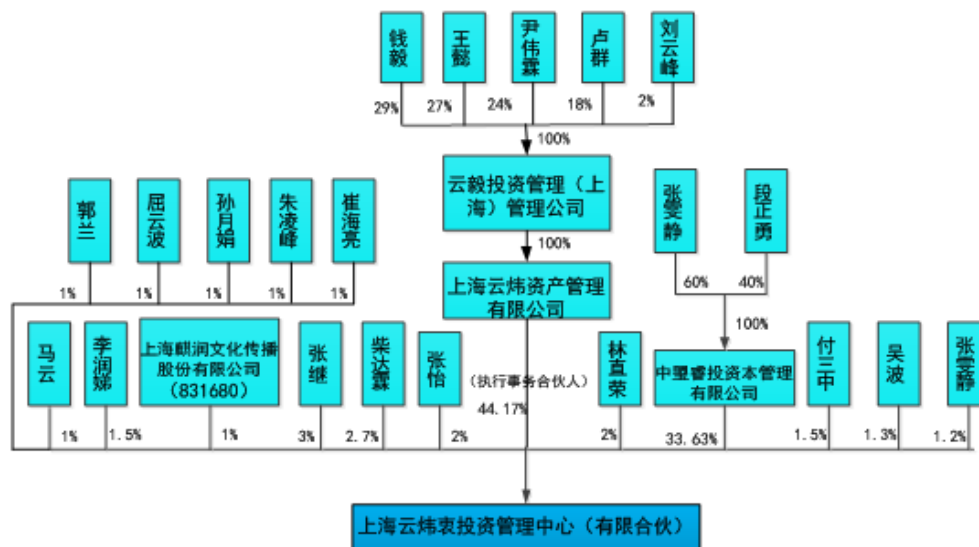 钱毅
王懿
尹伟霖
卢群
刘云峰
29%
27%
24%
18%
2%
100%
云毅投资管理（上
海）管理公司
郭兰
屈云波
孙月娟
朱凌峰
崔海亮
张雯静
段正勇
100%
1%
1%
1%
1%
1%
上海云炜资产管理
有限公司
60%
40%
100%
马云
李润娣
上海麒润文化传播
股份有限公司
（831680）
张继
柴达霖
张怡
（执行事务合伙人）
44.17%
林直荣
中曌睿投资本管理
有限公司
付三中
吴波
张雯静
1%
1.5%
1%
3%
2.7%
2%
2%
33.63%
1.5%
1.3%
1.2%
上海云炜衷投资管理中心（有限合伙）